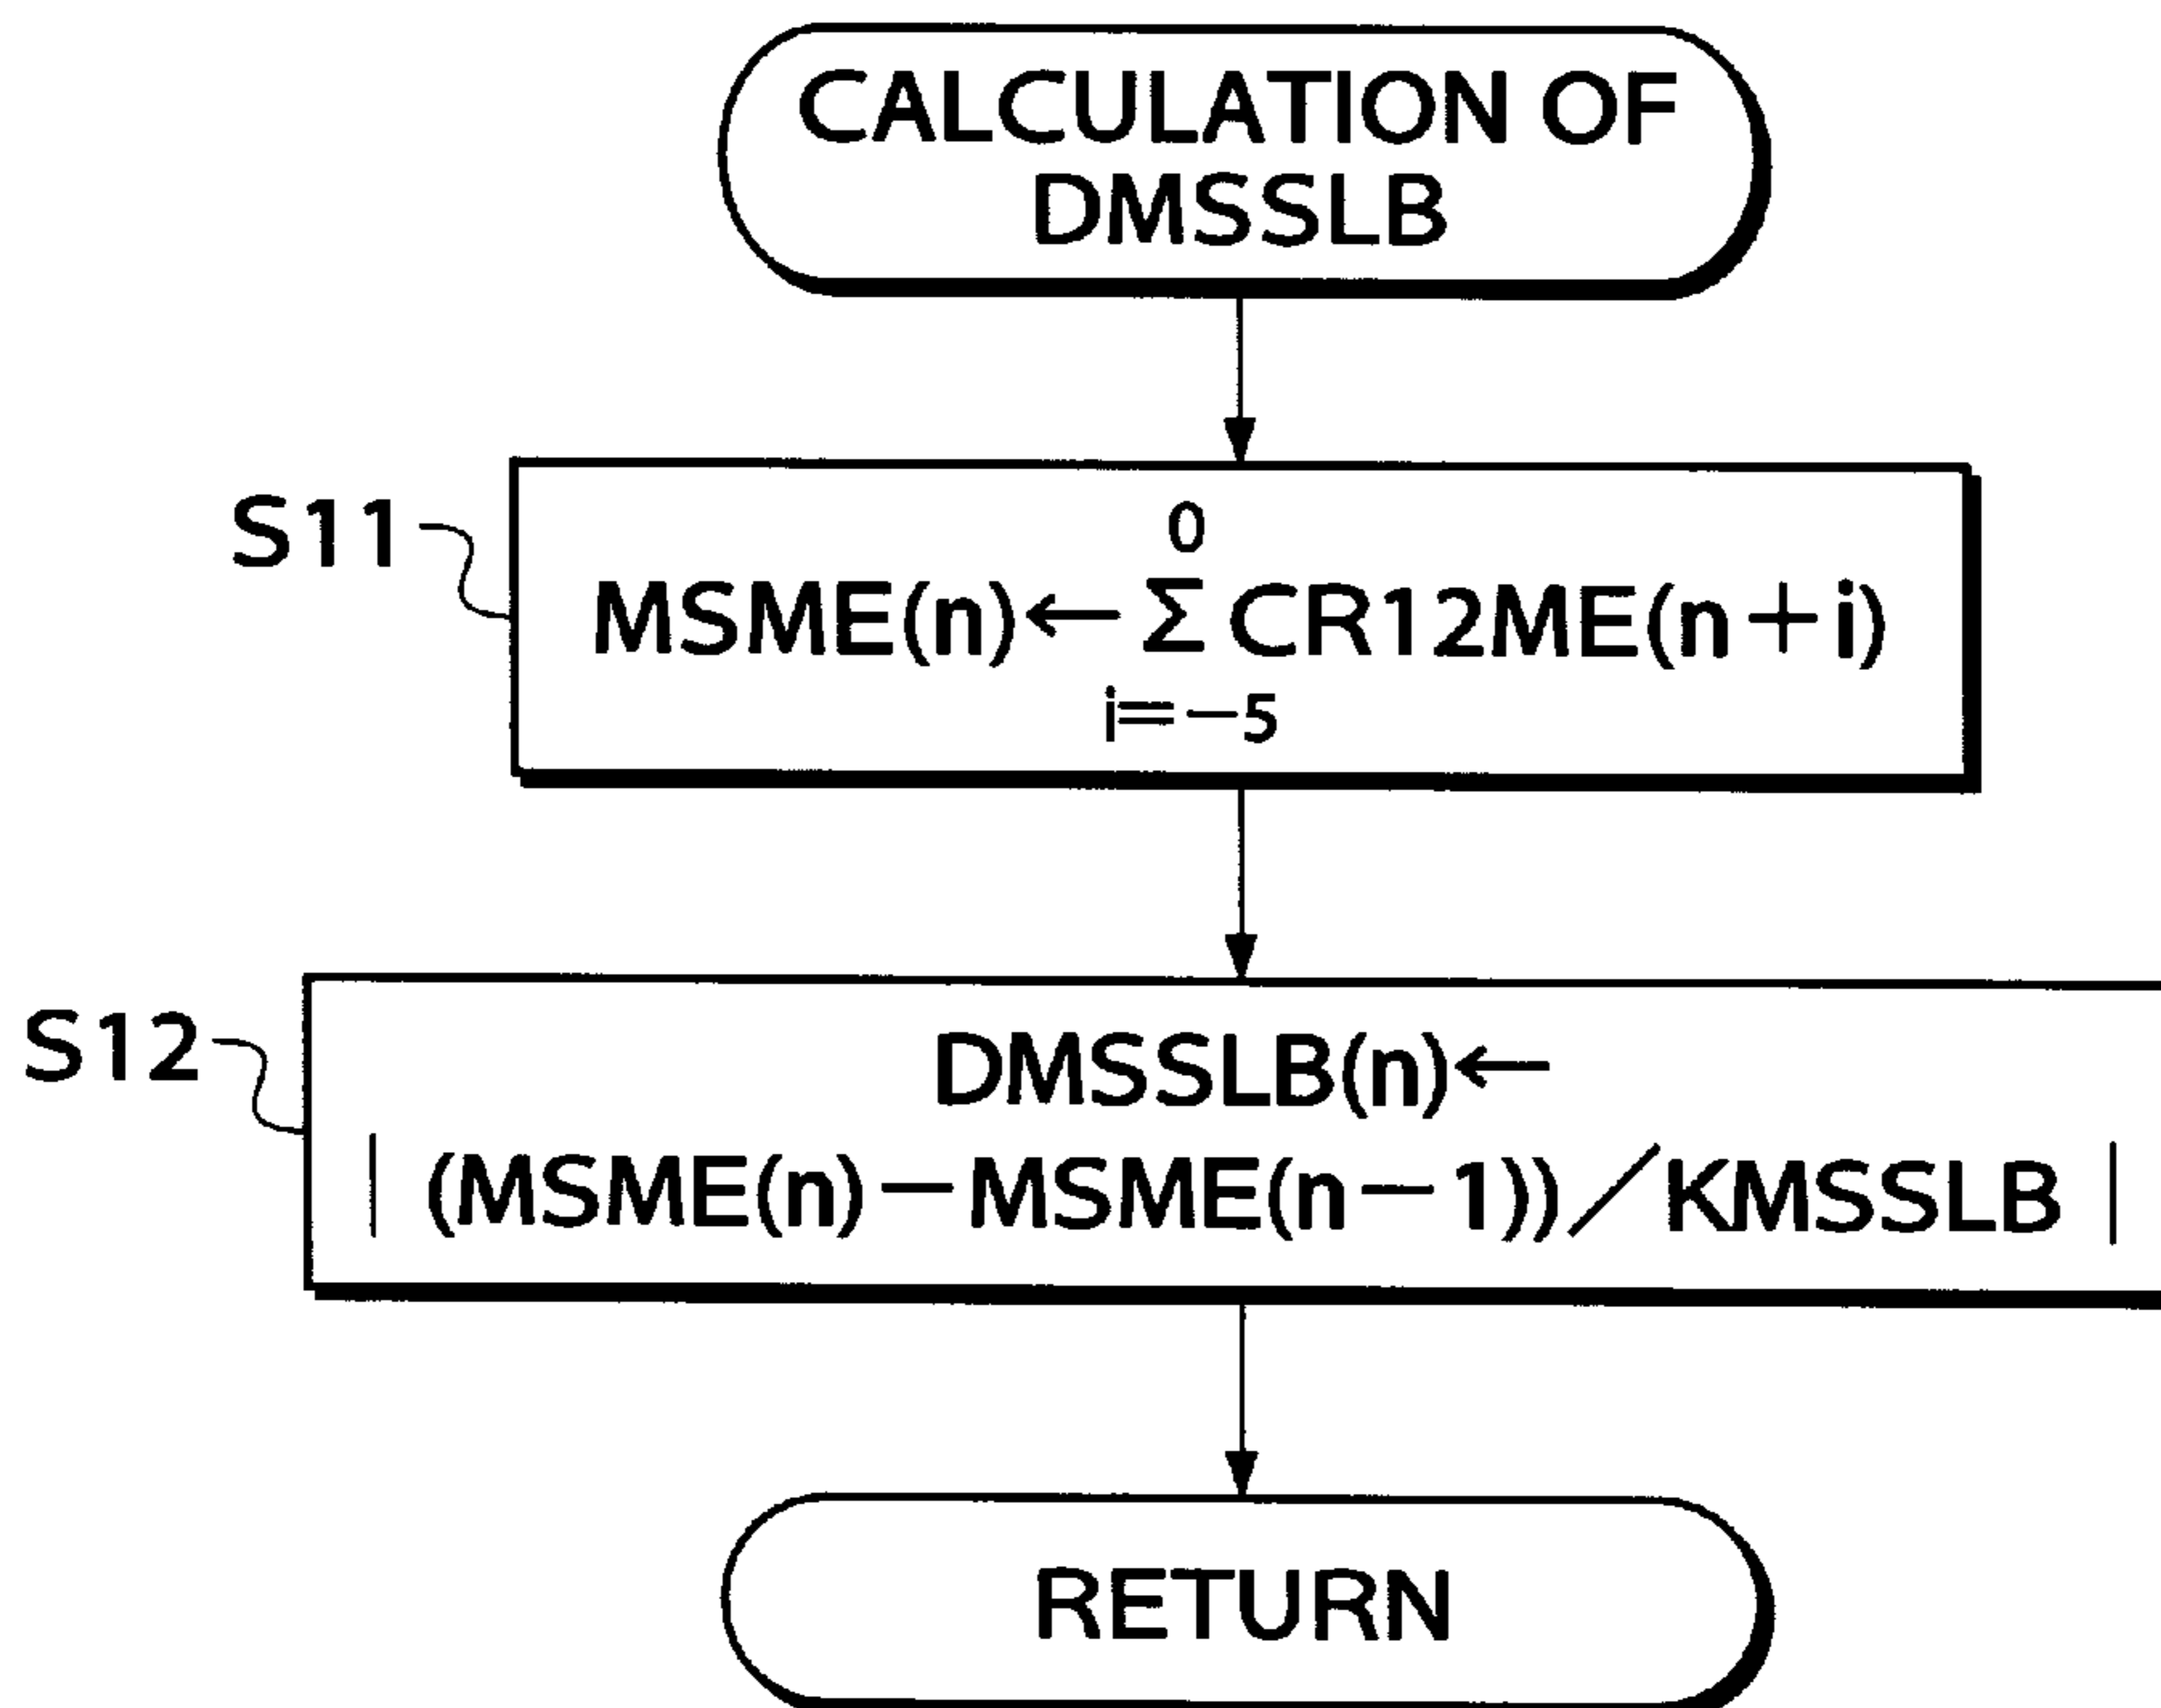 CALCULATION OF
DMSSLB
S11
0
MSME(n)←ΣCR12ME(n+i)
i=−5
S12
DMSSLB(n)←
| (MSME(n)−MSME(n−1))/KMSSLB |
RETURN